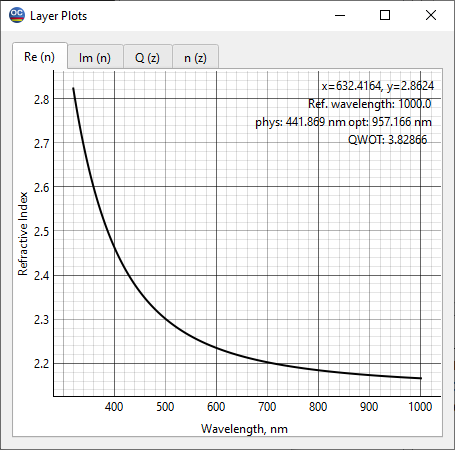 OC Layer Plots
Re (n) Im (n) Q (z) n (z)
x=632.4164, y=2.8624
Ref. wavelength: 1000.0
phys: 441.869 nm opt: 957.166 nm
QWOT: 3.82866
2.8
2.7
2.6
2.5
2.4
2.3
2.2
Refractive Index
400 500 600 700 800 900 1000
Wavelength, nm